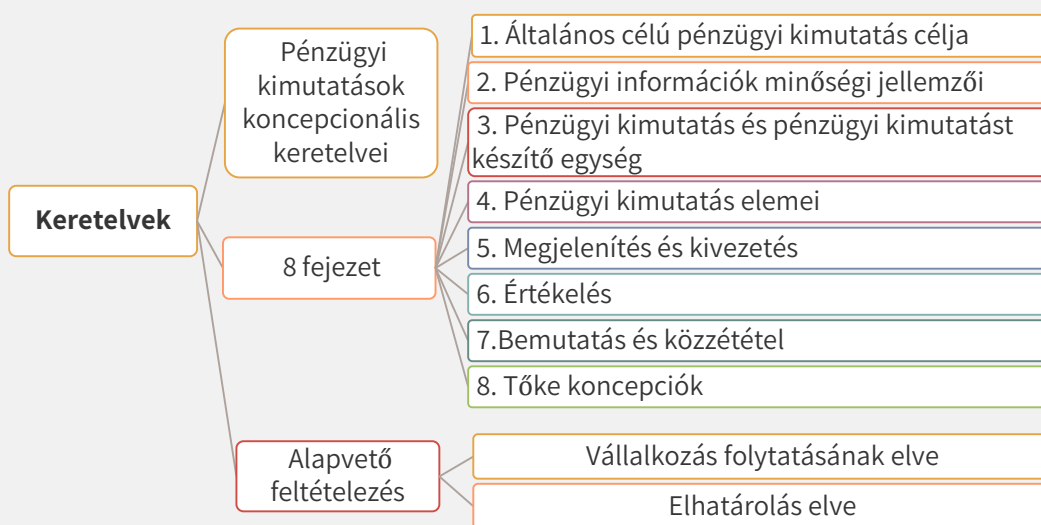 Keretelvek
Pénzügyi
kimutatások
koncepcionális
keretelvei
8 fejezet
1. Általános célú pénzügyi kimutatás célja
2. Pénzügyi információk minőségi jellemzői
3. Pénzügyi kimutatás és pénzügyi kimutatást
készítő egység
4. Pénzügyi kimutatás elemei
5. Megjelenítés és kivezetés
6. Értékelés
7.Bemutatás és közzététel
8. Tőke koncepciók
Alapvető
feltételezés
Vállalkozás folytatásának elve
Elhatárolás elve